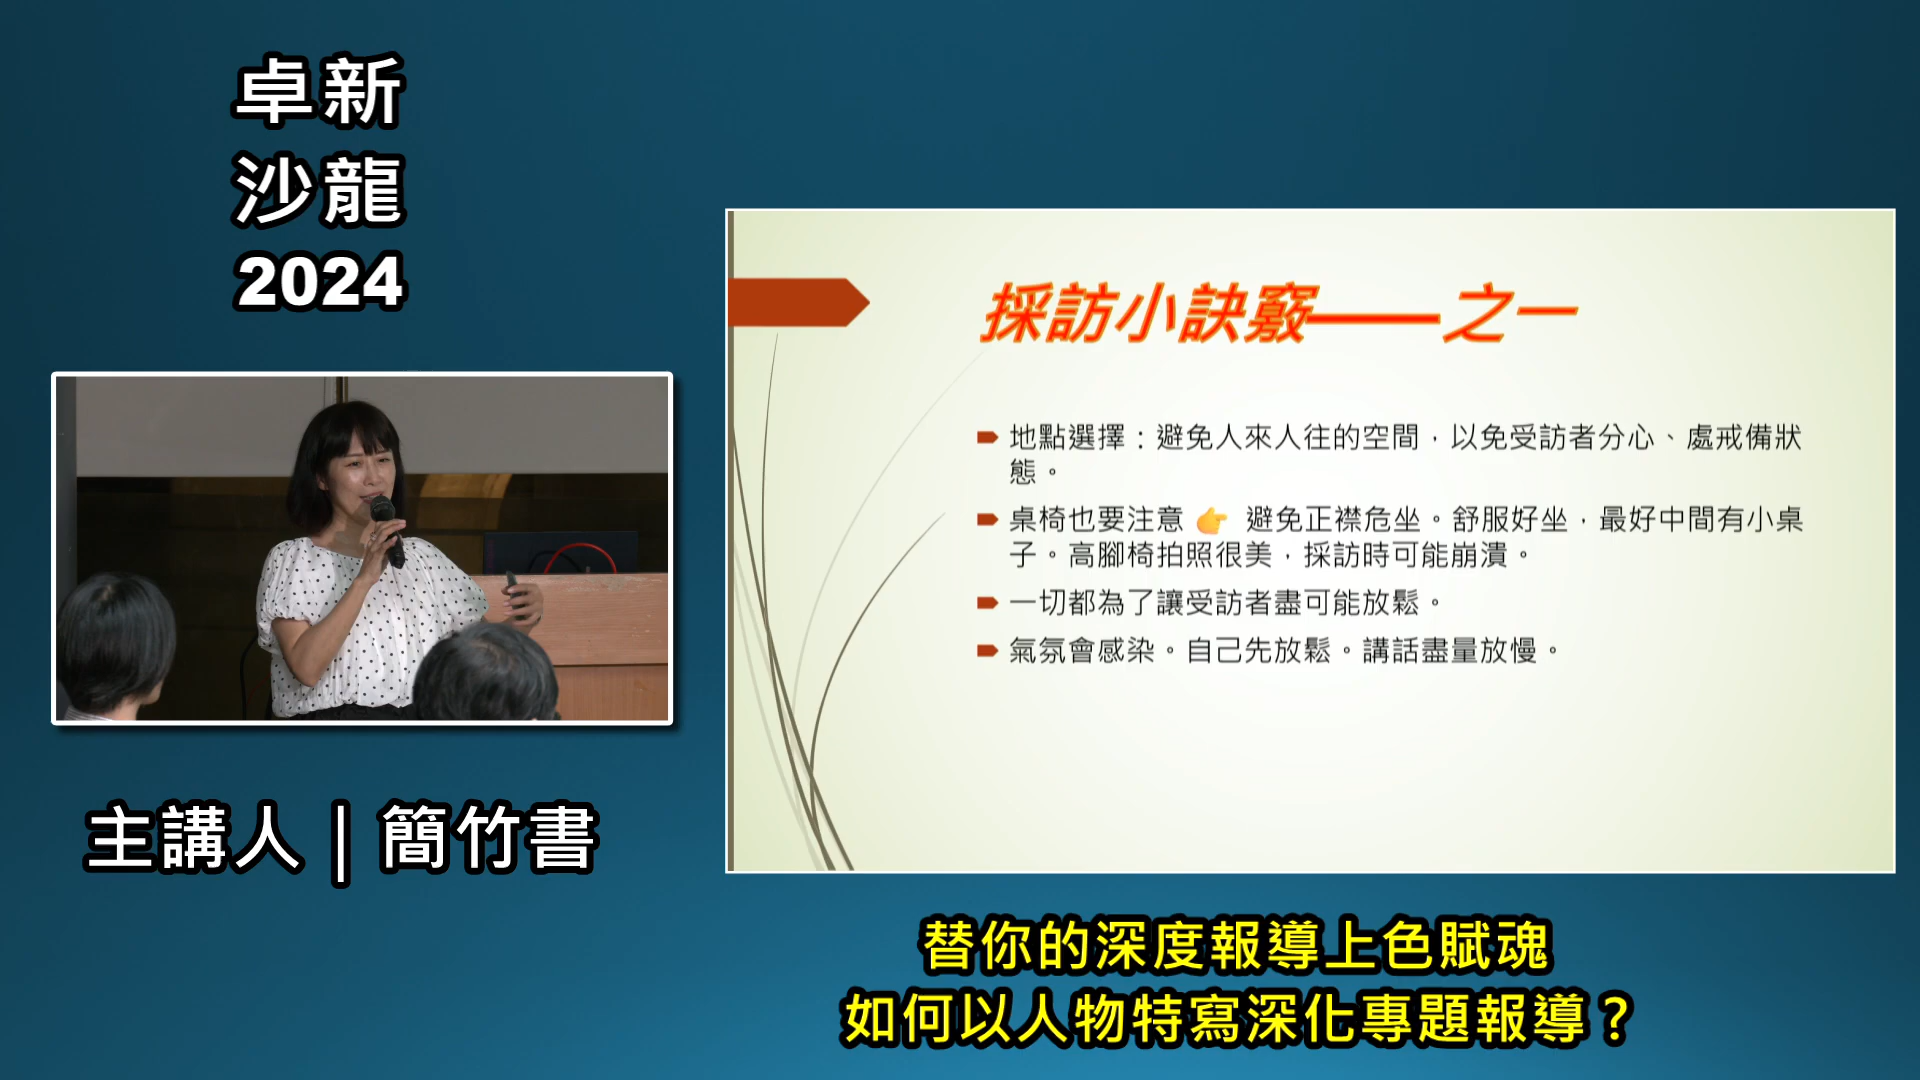 卓新
沙龍
2024
主講人｜簡竹書
採訪小訣竅——之一
地點選擇：避免人來人往的空間，以免受訪者分心、處戒備狀
態。
桌椅也要注意👉 避免正襟危坐。舒服好坐，最好中間有小桌
子。高腳椅拍照很美，採訪時可能崩潰。
一切都為了讓受訪者盡可能放鬆。
氣氛會感染。自己先放鬆。講話盡量放慢。
替你的深度報導上色賦魂
如何以人物特寫深化專題報導？